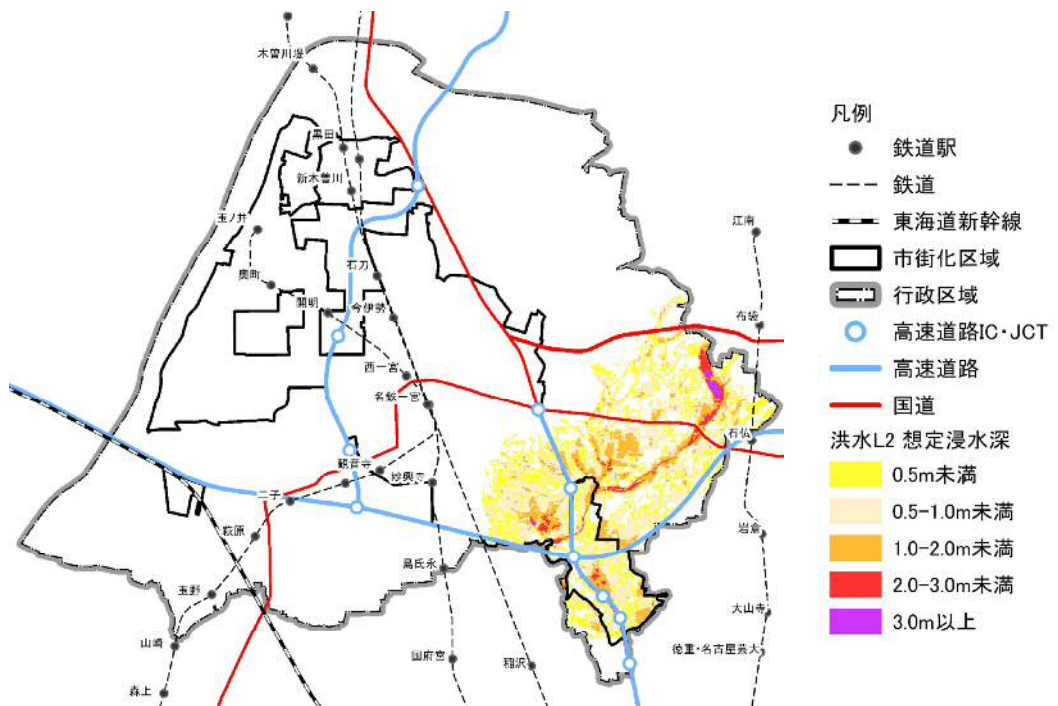 木曽川堤
黒田
新木曽川
玉ノ井
石刀
奥町
開明
今伊勢
西一宮
名鉄一宮
観音寺
妙興寺
二子
萩原
島氏永
玉野
山崎
国府宮
稲沢
森上
江南
布袋
石仏
岩倉
大山寺
徳重・名古屋芸大
凡例
鉄道駅
鉄道
東海道新幹線
市街化区域
行政区域
高速道路IC・JCT
高速道路
国道
洪水L2 想定浸水深
0.5m未満
0.5-1.0m未満
1.0-2.0m未満
2.0-3.0m未満
3.0m以上